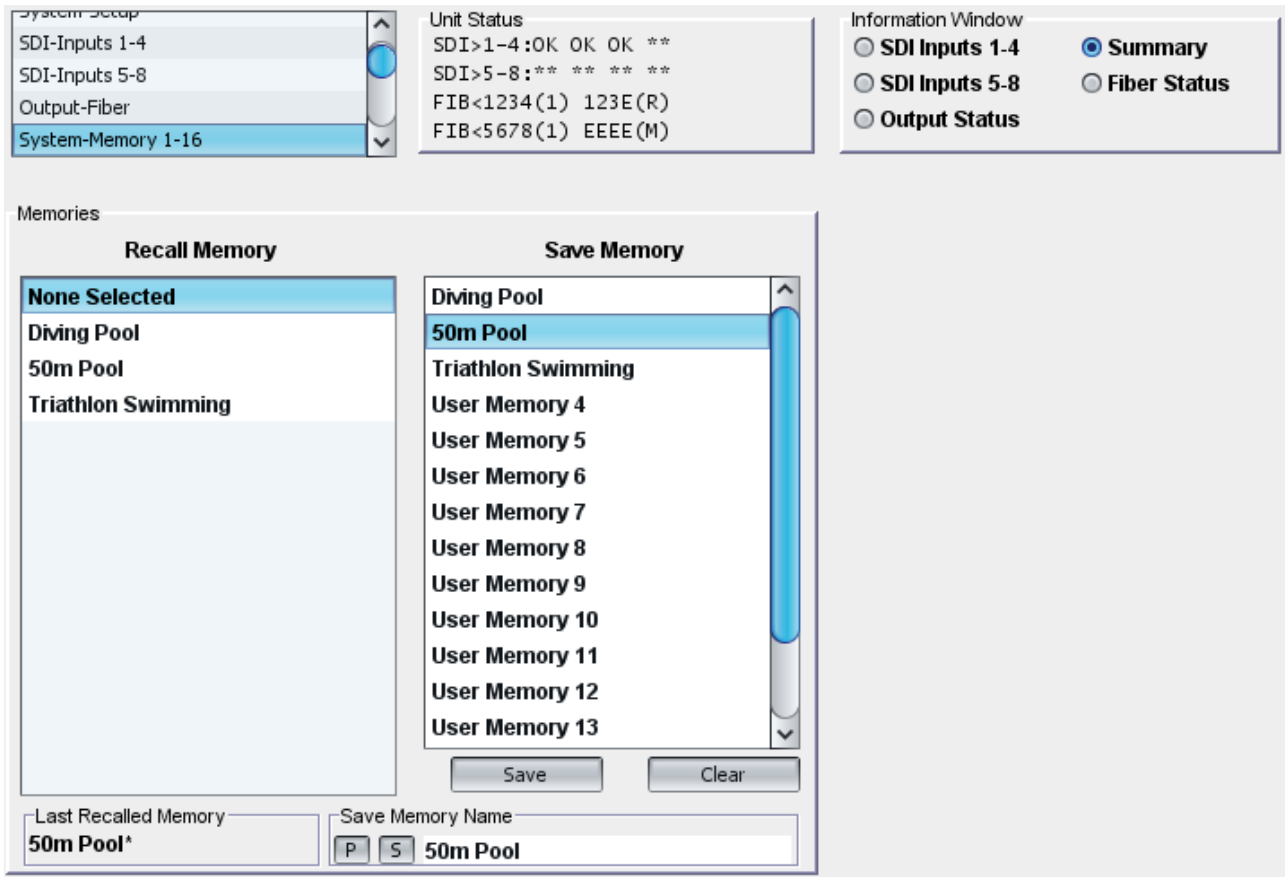 System-Setup
SDI-Inputs 1-4
SDI-Inputs 5-8
Output-Fiber
System-Memory 1-16
Unit Status
SDI>1-4:OK OK OK **
SDI>5-8:** ** ** **
FIB<1234(1) 123E(R)
FIB<5678(1) EEEE(M)
Information Window
SDI Inputs 1-4
Summary
SDI Inputs 5-8
Fiber Status
Output Status
Memories
Recall Memory
None Selected
Diving Pool
50m Pool
Triathlon Swimming
Save Memory
Diving Pool
50m Pool
Triathlon Swimming
User Memory 4
User Memory 5
User Memory 6
User Memory 7
User Memory 8
User Memory 9
User Memory 10
User Memory 11
User Memory 12
User Memory 13
Save
Clear
Last Recalled Memory
50m Pool*
Save Memory Name
P S 50m Pool